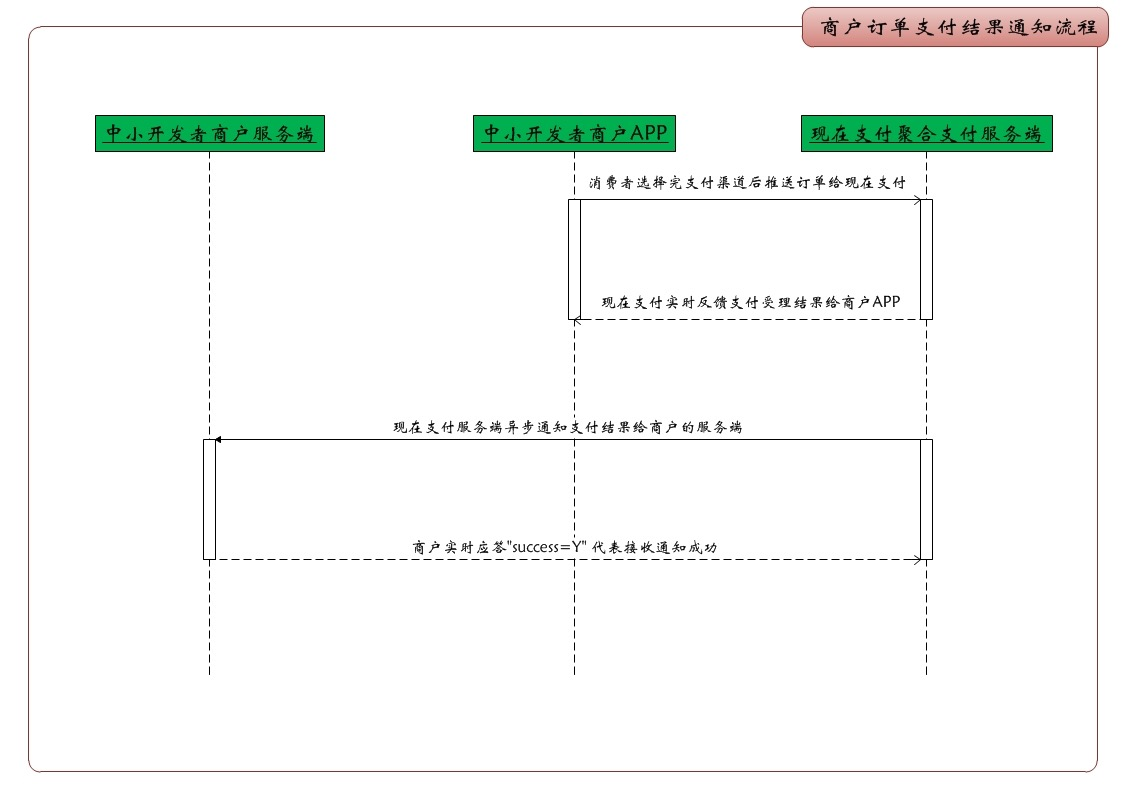 商户订单支付结果通知流程
中小开发者商户服务端
中小开发者商户APP
现在支付聚合支付服务端
消费者选择完支付渠道后推送订单给现在支付
现在支付实时反馈支付受理结果给商户APP
现在支付服务端异步通知支付结果给商户的服务端
商户实时应答"success=Y" 代表接收通知成功